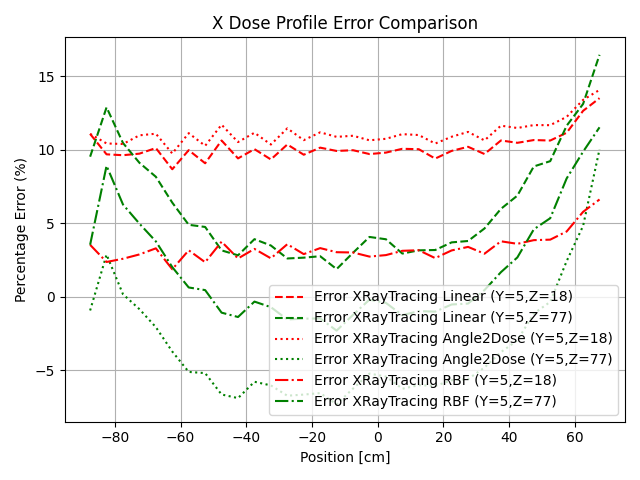 X Dose Profile Error Comparison
Percentage Error (%)
15
10
5
0
−5
Error XRayTracing Linear (Y=5,Z=18)
Error XRayTracing Linear (Y=5,Z=77)
Error XRayTracing Angle2Dose (Y=5,Z=18)
Error XRayTracing Angle2Dose (Y=5,Z=77)
Error XRayTracing RBF (Y=5,Z=18)
Error XRayTracing RBF (Y=5,Z=77)
−80 −60 −40 −20 0 20 40 60
Position [cm]